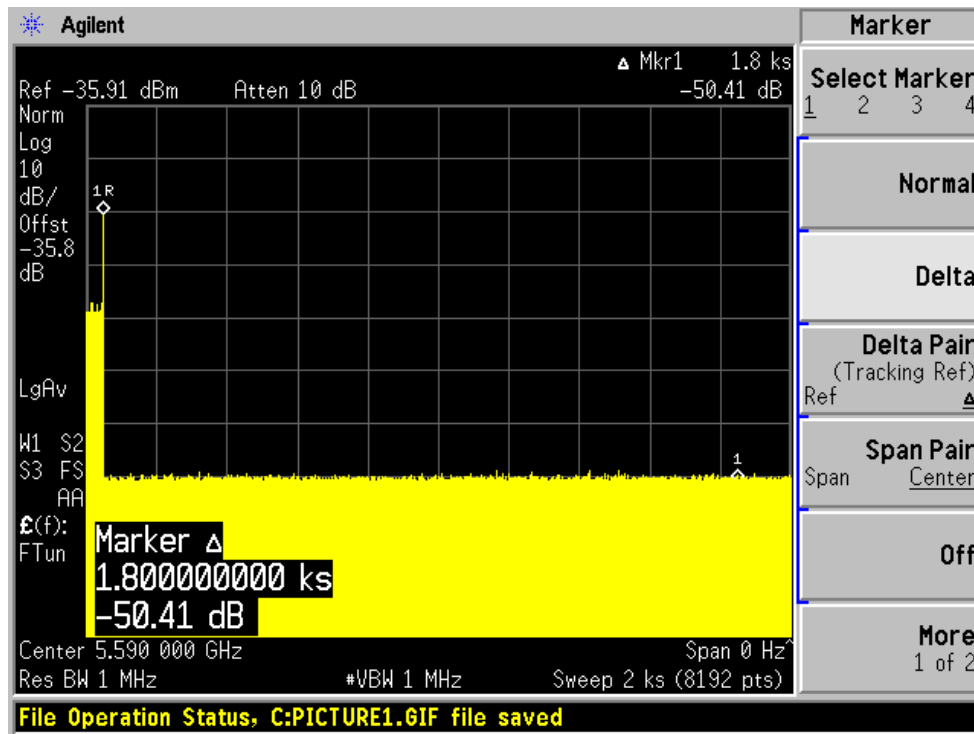 Agilent
Marker
Δ Mkr1 1.8 ks
Ref −35.91 dBm Atten 10 dB −50.41 dB
Norm
Log
10
dB/
Offst
−35.8
dB
1R
LgAv
W1 S2
S3 FS
AA
£(f):
FTun
1
Marker Δ
1.800000000 ks
−50.41 dB
Center 5.590 000 GHz Span 0 Hz^
Res BW 1 MHz #VBW 1 MHz Sweep 2 ks (8192 pts)
Select Marker
1 2 3 4
Normal
Delta
Delta Pair
(Tracking Ref)
Ref Δ
Span Pair
Span Center
Off
More
1 of 2
File Operation Status, C:PICTURE1.GIF file saved